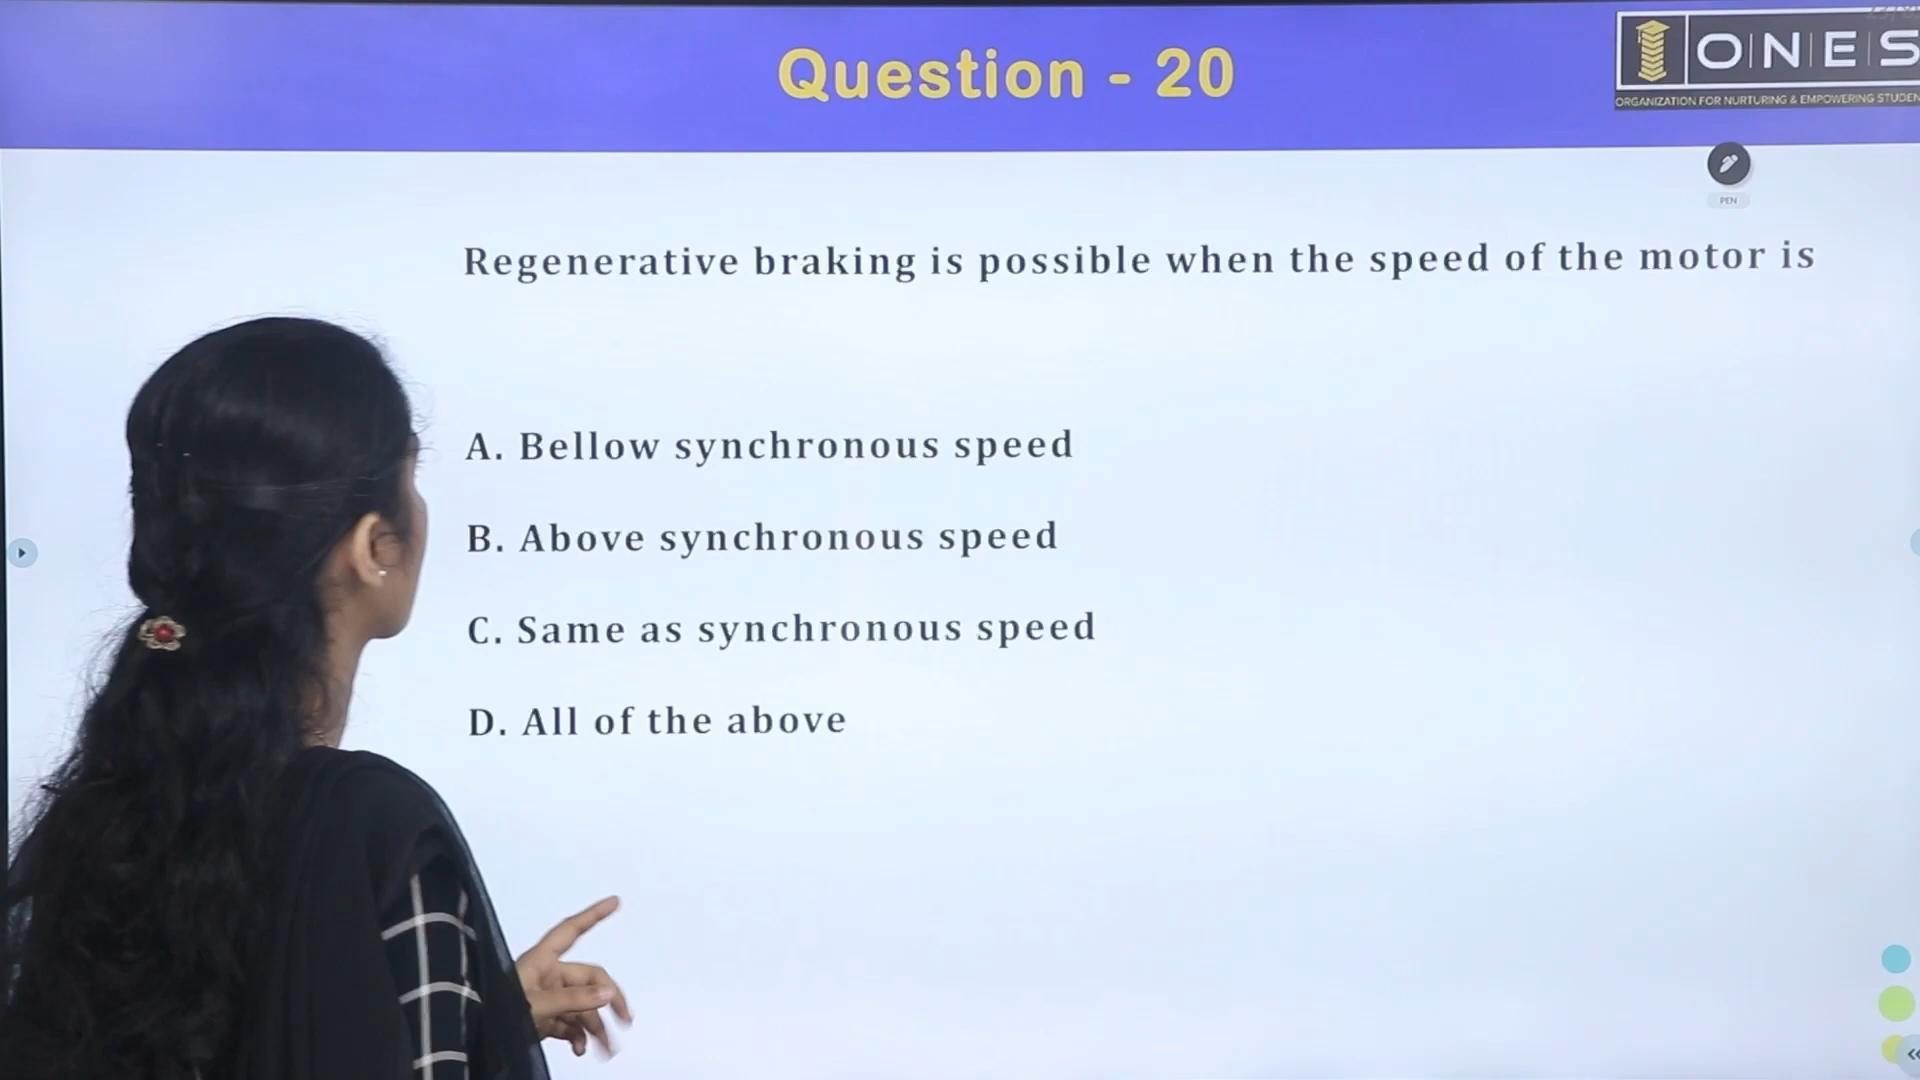 Question - 20
O|N|E|S
ORGANIZATION FOR NURTURING & EMPOWERING STUDEN
PEN
Regenerative braking is possible when the speed of the motor is
A. Bellow synchronous speed
B. Above synchronous speed
C. Same as synchronous speed
D. All of the above